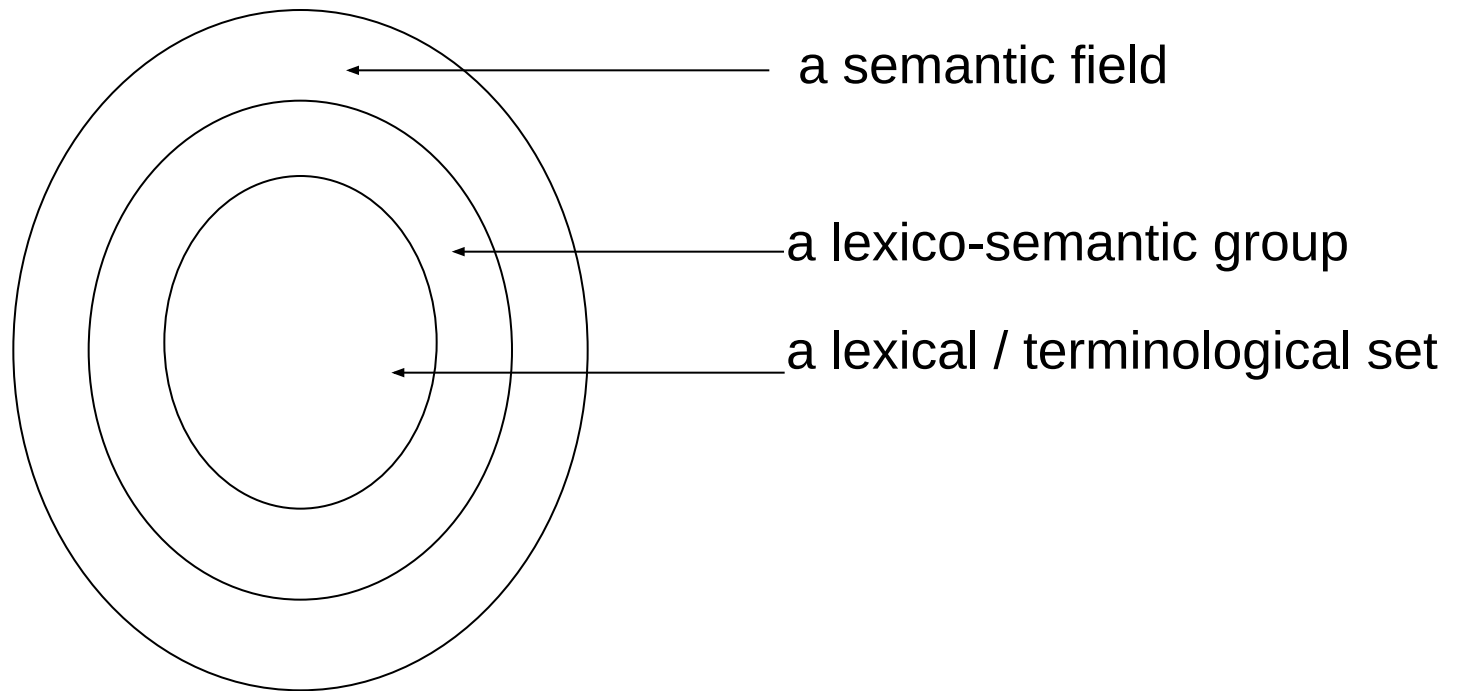 a semantic field
a lexico-semantic group
a lexical / terminological set